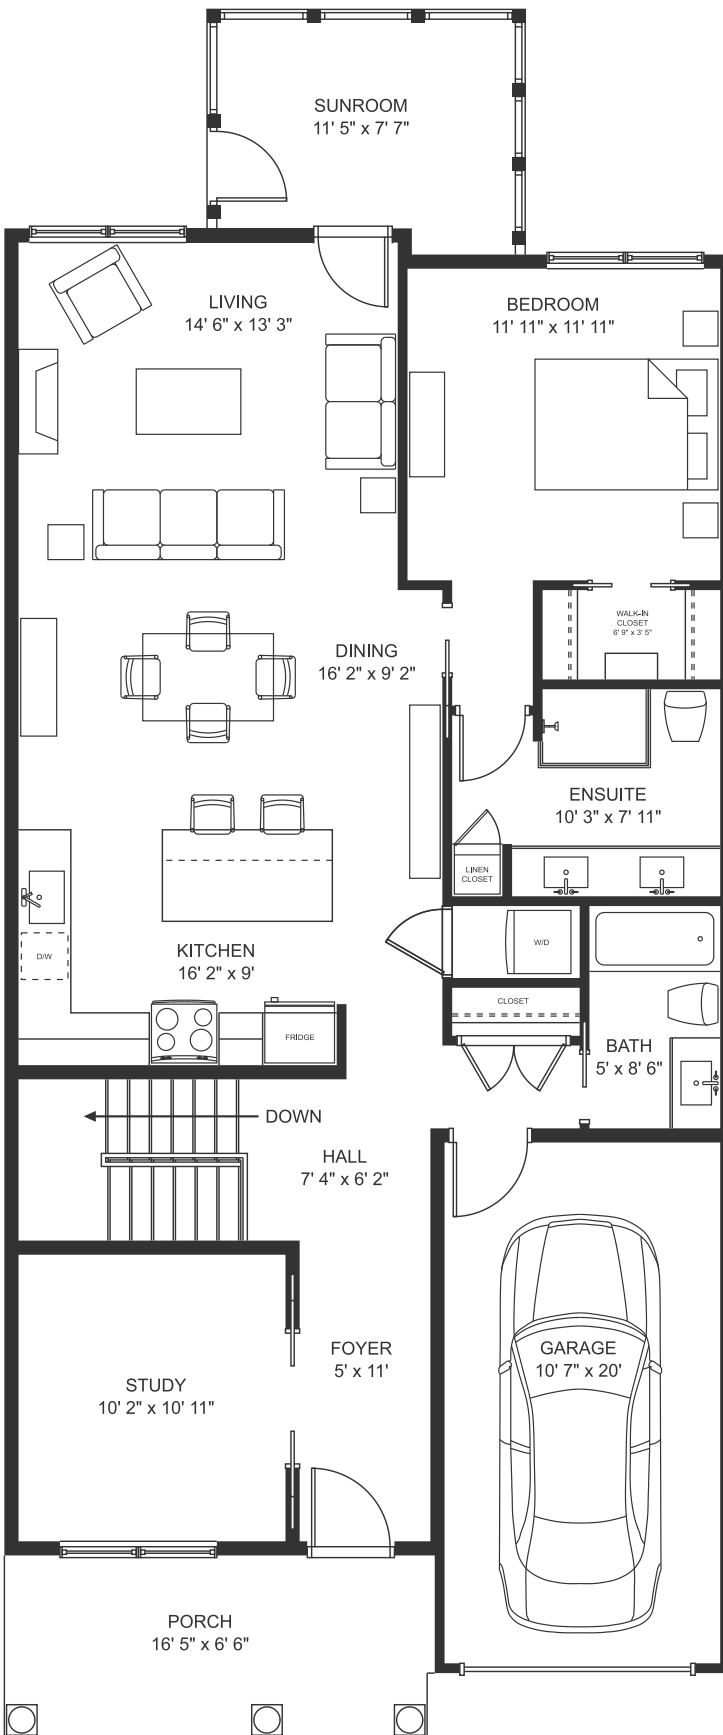 SUNROOM
11' 5" x 7' 7"
LIVING
14' 6" x 13' 3"
BEDROOM
11' 11" x 11' 11"
WALK-IN
CLOSET
6' 9" x 3' 5"
DINING
16' 2" x 9' 2"
ENSUITE
10' 3" x 7' 11"
LINEN
CLOSET
KITCHEN
16' 2" x 9'
D/W
W/D
CLOSET
FRIDGE
BATH
5' x 8' 6"
DOWN
HALL
7' 4" x 6' 2"
FOYER
5' x 11'
GARAGE
10' 7" x 20'
STUDY
10' 2" x 10' 11"
PORCH
16' 5" x 6' 6"